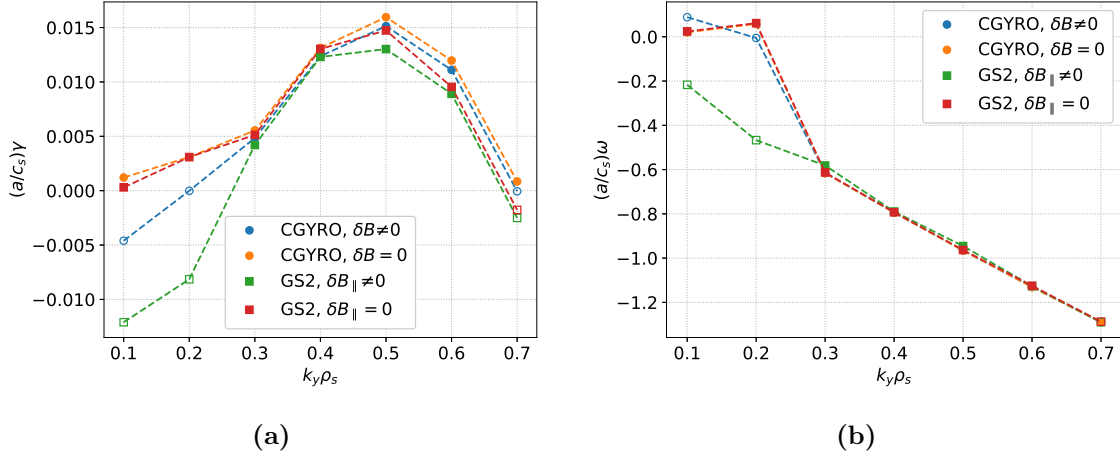 0.015
0.010
0.005
0.000
−0.005
−0.010
(a/c_s)γ
0.1 0.2 0.3 0.4 0.5 0.6 0.7
k_yρ_s
CGYRO, δB≠0
CGYRO, δB = 0
GS2, δB_∥ ≠0
GS2, δB_∥ = 0
(a)
0.0
−0.2
−0.4
−0.6
−0.8
−1.0
−1.2
(a/c_s)ω
0.1 0.2 0.3 0.4 0.5 0.6 0.7
k_yρ_s
CGYRO, δB≠0
CGYRO, δB = 0
GS2, δB_∥ ≠0
GS2, δB_∥ = 0
(b)